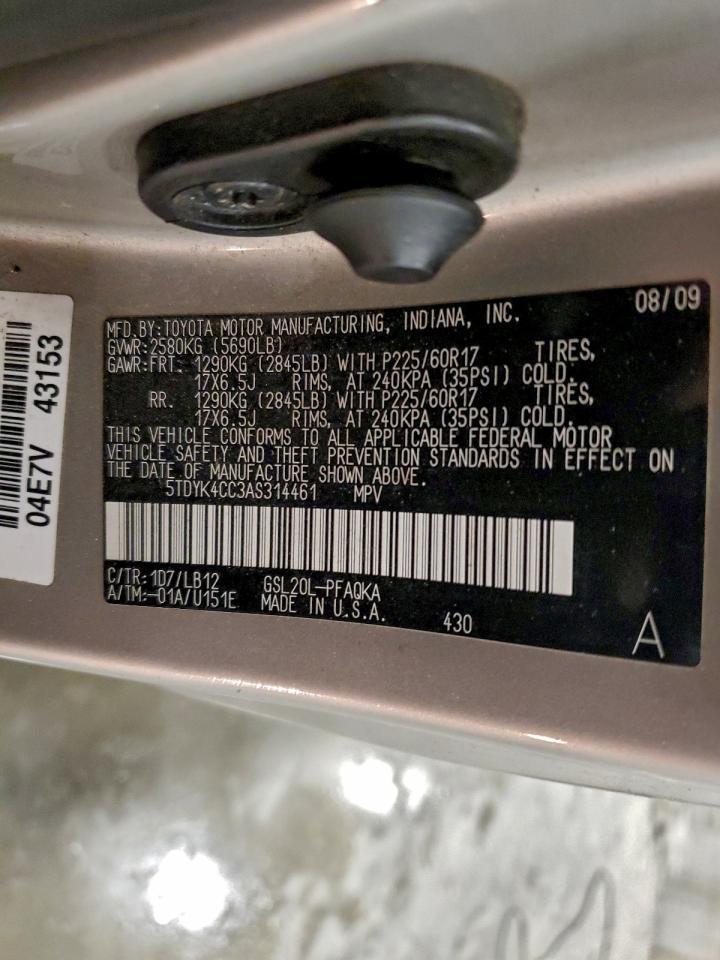 08/09
MFD. BY: TOYOTA MOTOR MANUFACTURING, INDIANA, INC.
GVWR: 2580KG (5690LB)
GAWR: FRT. 1290KG (2845LB) WITH P225/60R17 TIRES,
17X6.5J RIMS, AT 240KPA (35PSI) COLD.
RR. 1290KG (2845LB) WITH P225/60R17 TIRES,
17X6.5J RIMS, AT 240KPA (35PSI) COLD.
THIS VEHICLE CONFORMS TO ALL APPLICABLE FEDERAL MOTOR
VEHICLE SAFETY AND THEFT PREVENTION STANDARDS IN EFFECT ON
THE DATE OF MANUFACTURE SHOWN ABOVE.
5TDYK4CC3AS314461 MPV
C/TR: 1D7/LB12 GSL20L-PFAQKA
A/TM: -01A/U151E MADE IN U.S.A. 430 A
04E7V 43153